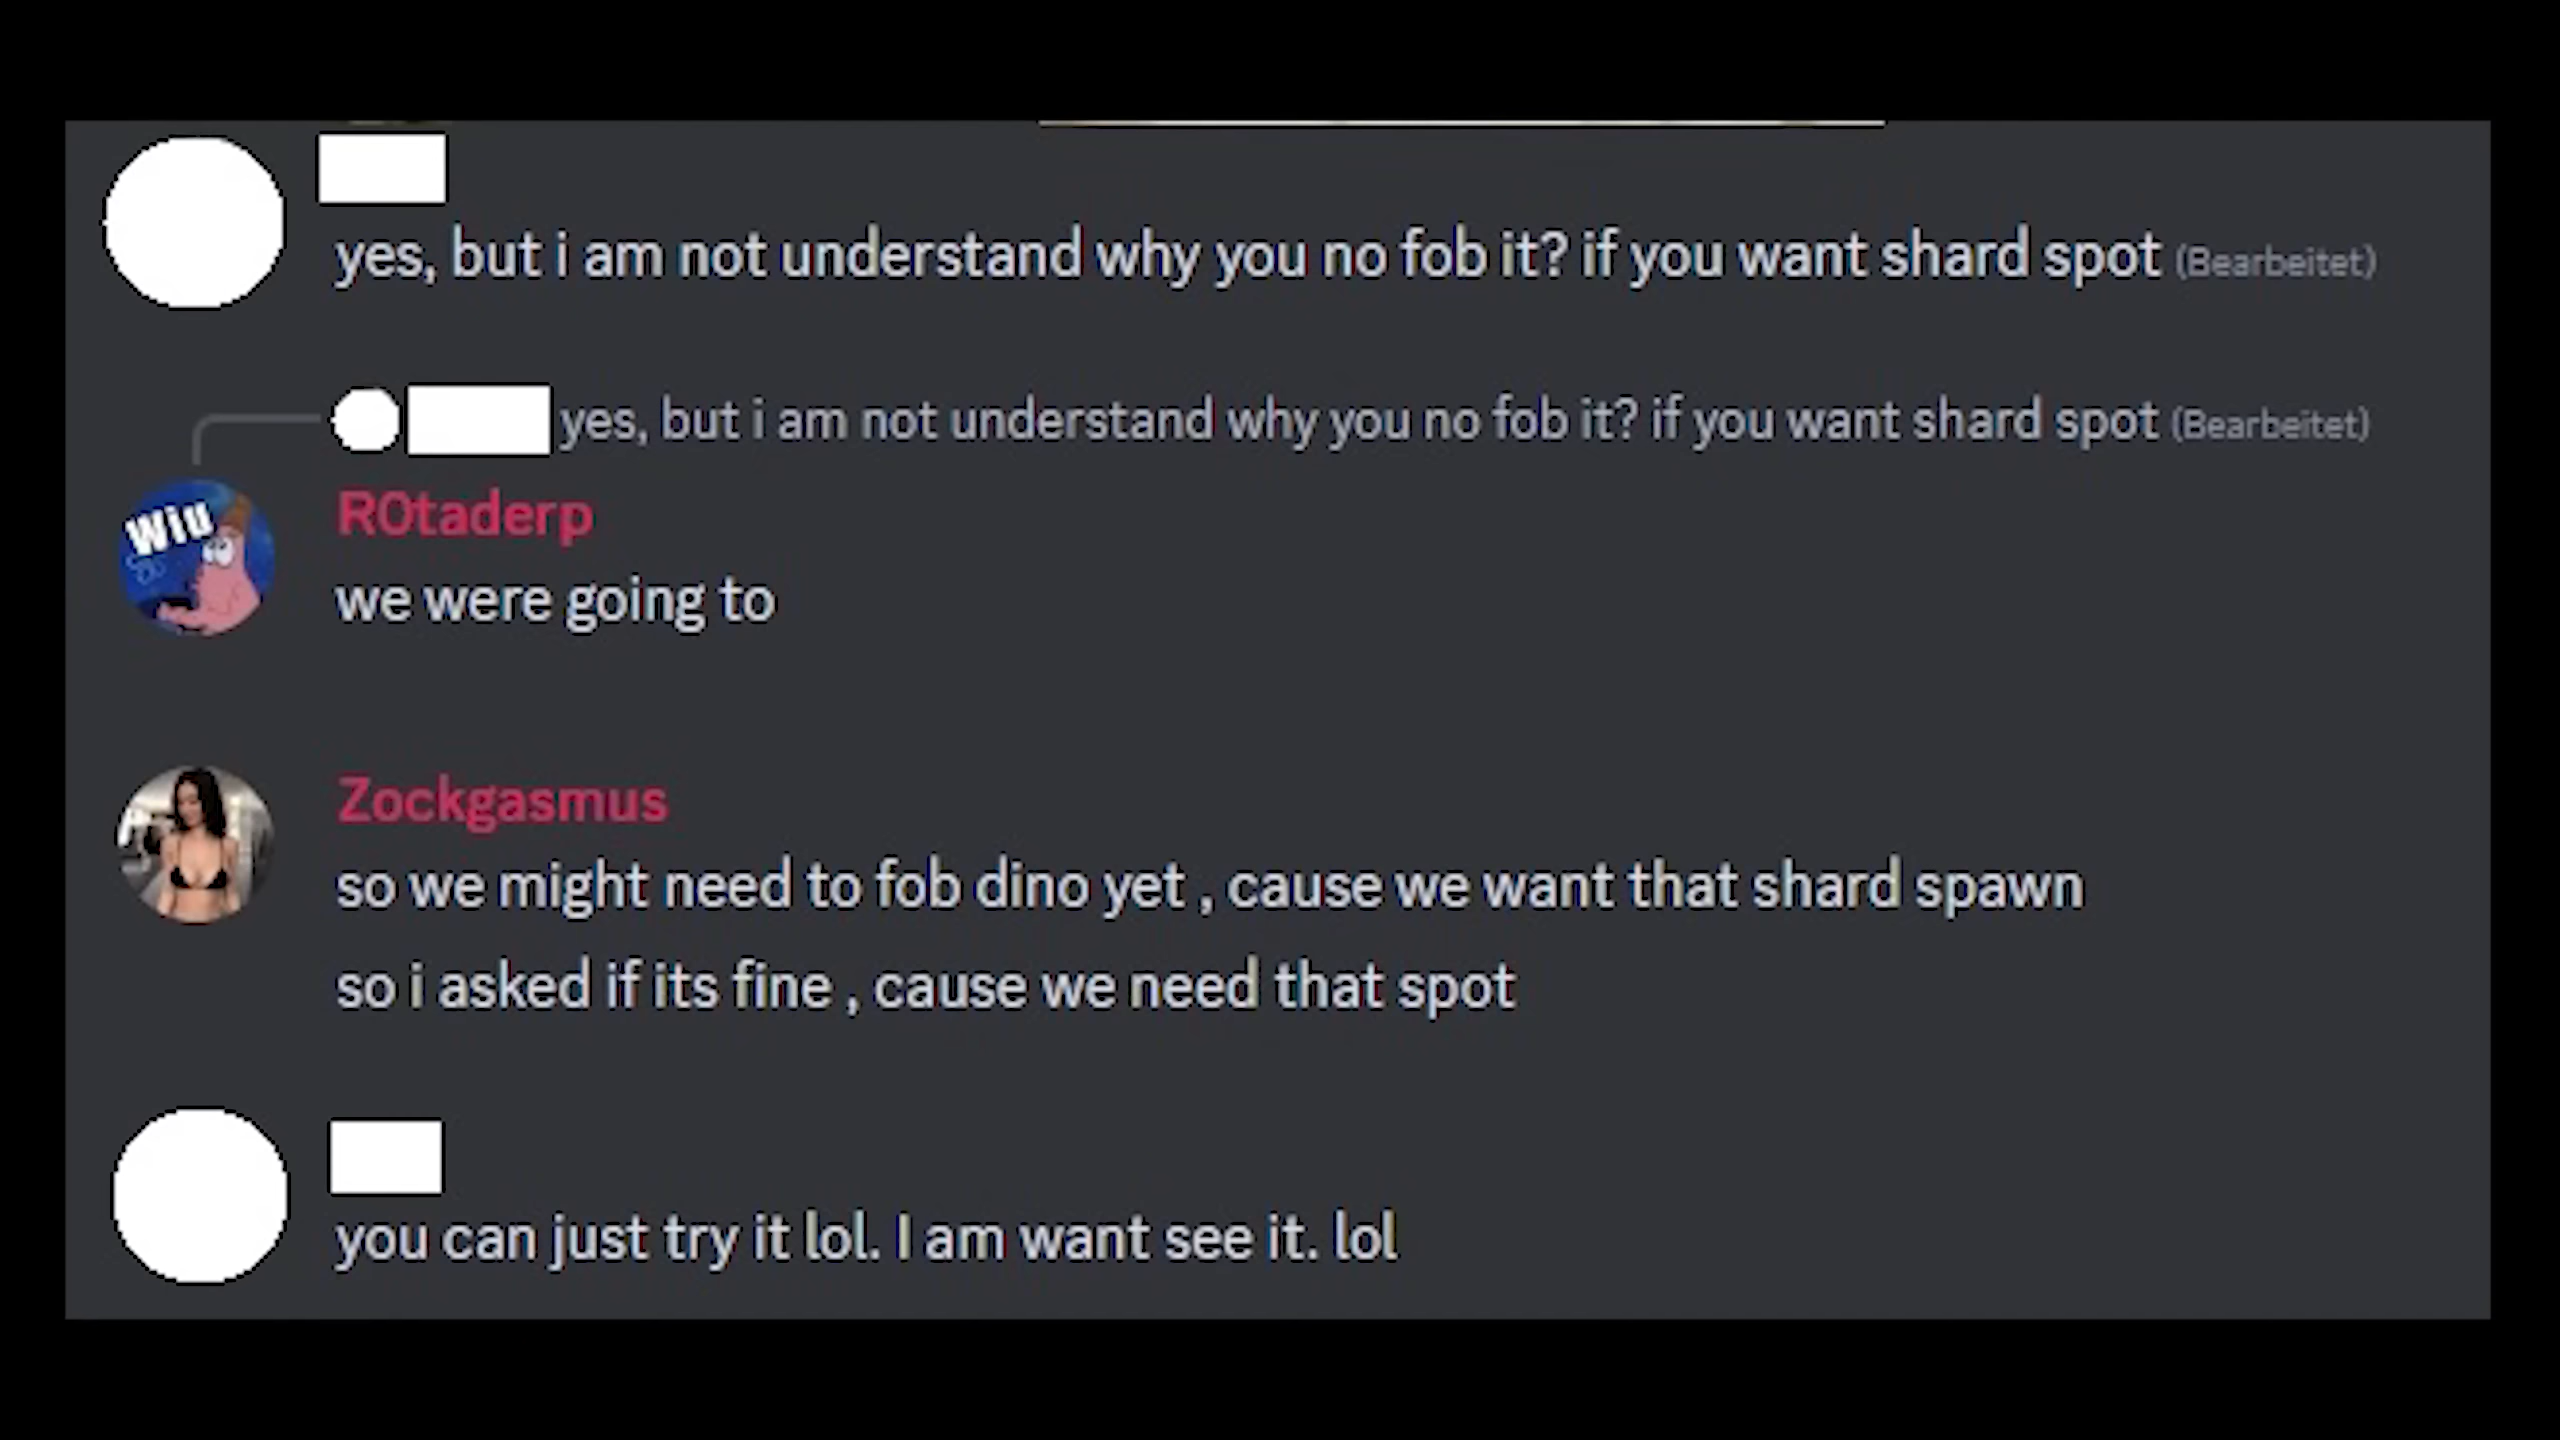 yes, but i am not understand why you no fob it? if you want shard spot (Bearbeitet)
yes, but i am not understand why you no fob it? if you want shard spot (Bearbeitet)
Wiu
R0taderp
we were going to
Zockgasmus
so we might need to fob dino yet , cause we want that shard spawn
so i asked if its fine , cause we need that spot
you can just try it lol. I am want see it. lol